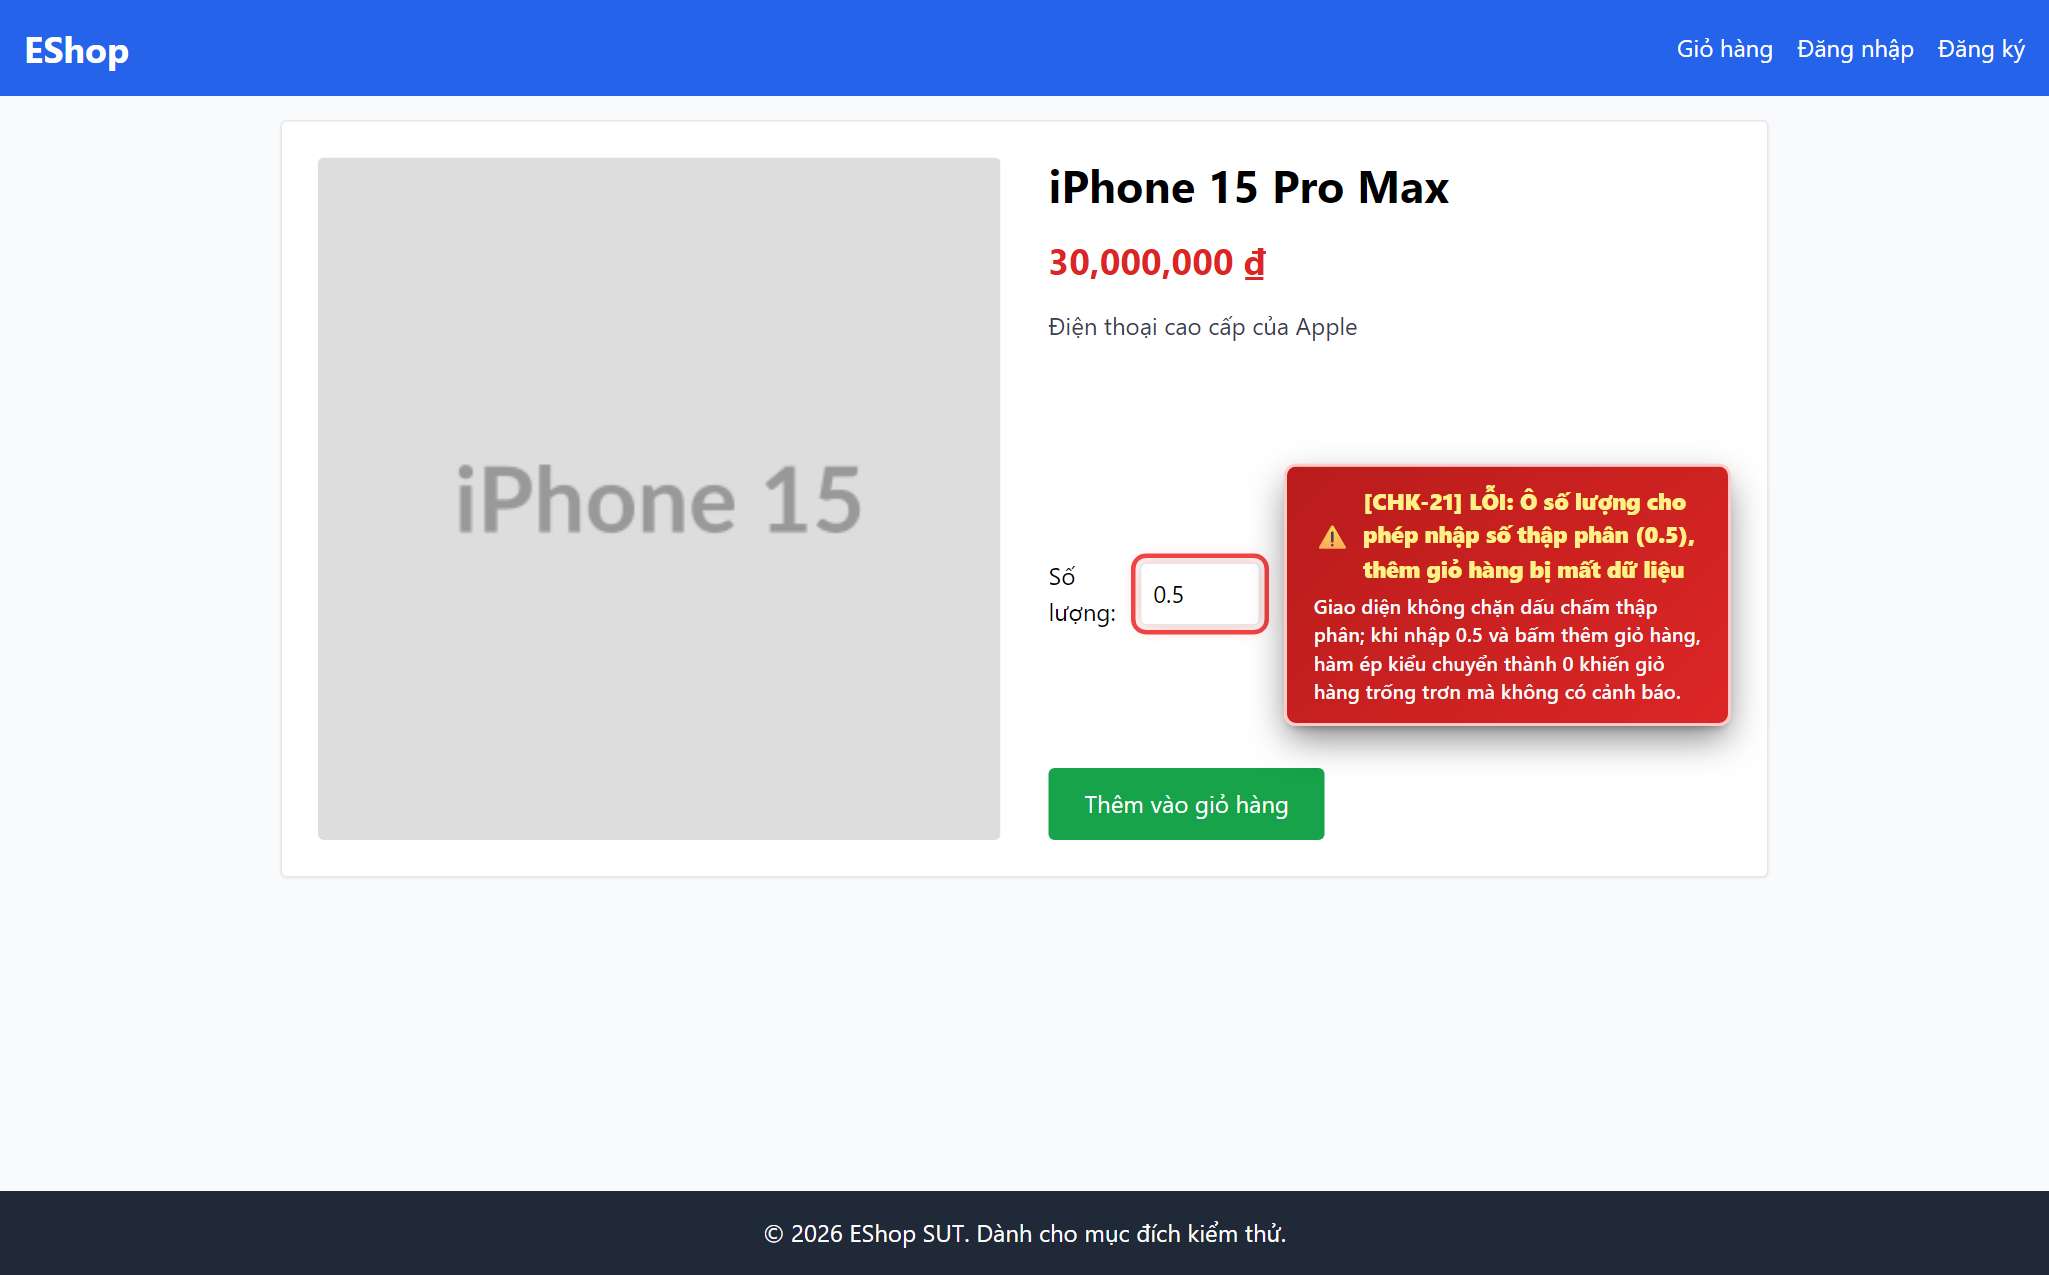 EShop
Giỏ hàng
Đăng nhập
Đăng ký
iPhone 15
iPhone 15 Pro Max
30,000,000 ₫
Điện thoại cao cấp của Apple
Số
lượng:
0.5
[CHK-21] LỖI: Ô số lượng cho
phép nhập số thập phân (0.5),
thêm giỏ hàng bị mất dữ liệu
Giao diện không chặn dấu chấm thập
phân; khi nhập 0.5 và bấm thêm giỏ hàng,
hàm ép kiểu chuyển thành 0 khiến giỏ
hàng trống trơn mà không có cảnh báo.
Thêm vào giỏ hàng
© 2026 EShop SUT. Dành cho mục đích kiểm thử.